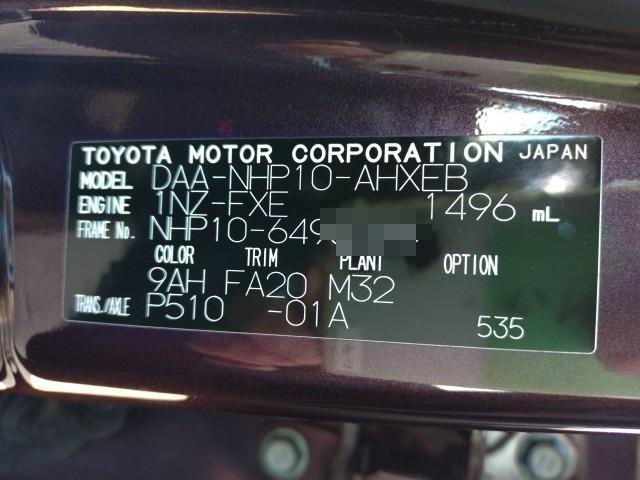 TOYOTA MOTOR CORPORATION JAPAN
MODEL DAA-NHP10-AHXEB
ENGINE 1NZ-FXE 1496 mL
FRAME No. NHP10-649
COLOR TRIM PLANT OPTION
9AH FA20 M32
TRANS./AXLE P510 -01A 535